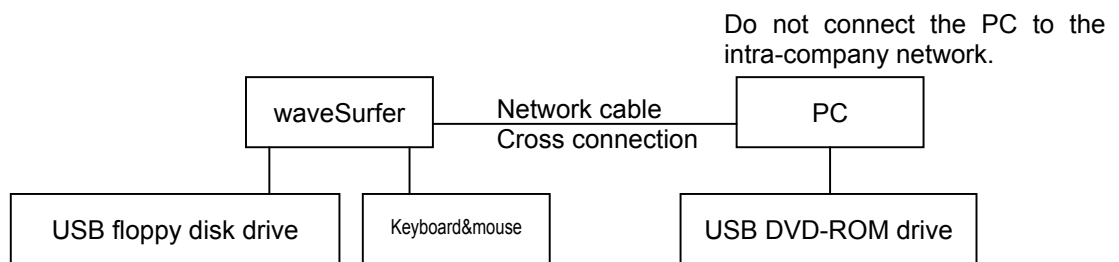 Do not connect the PC to the
intra-company network.
waveSurfer
Network cable
Cross connection
PC
USB floppy disk drive
Keyboard&mouse
USB DVD-ROM drive